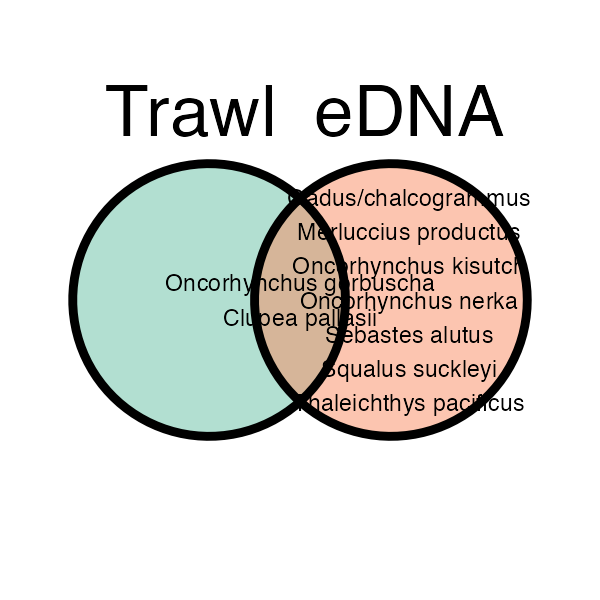 Trawl eDNA
Gadus/chalcogrammus
Merluccius productus
Oncorhynchus kisutch
Oncorhynchus gorbuscha
Oncorhynchus nerka
Clupea pallasii
Sebastes alutus
Squalus suckleyi
Thaleichthys pacificus